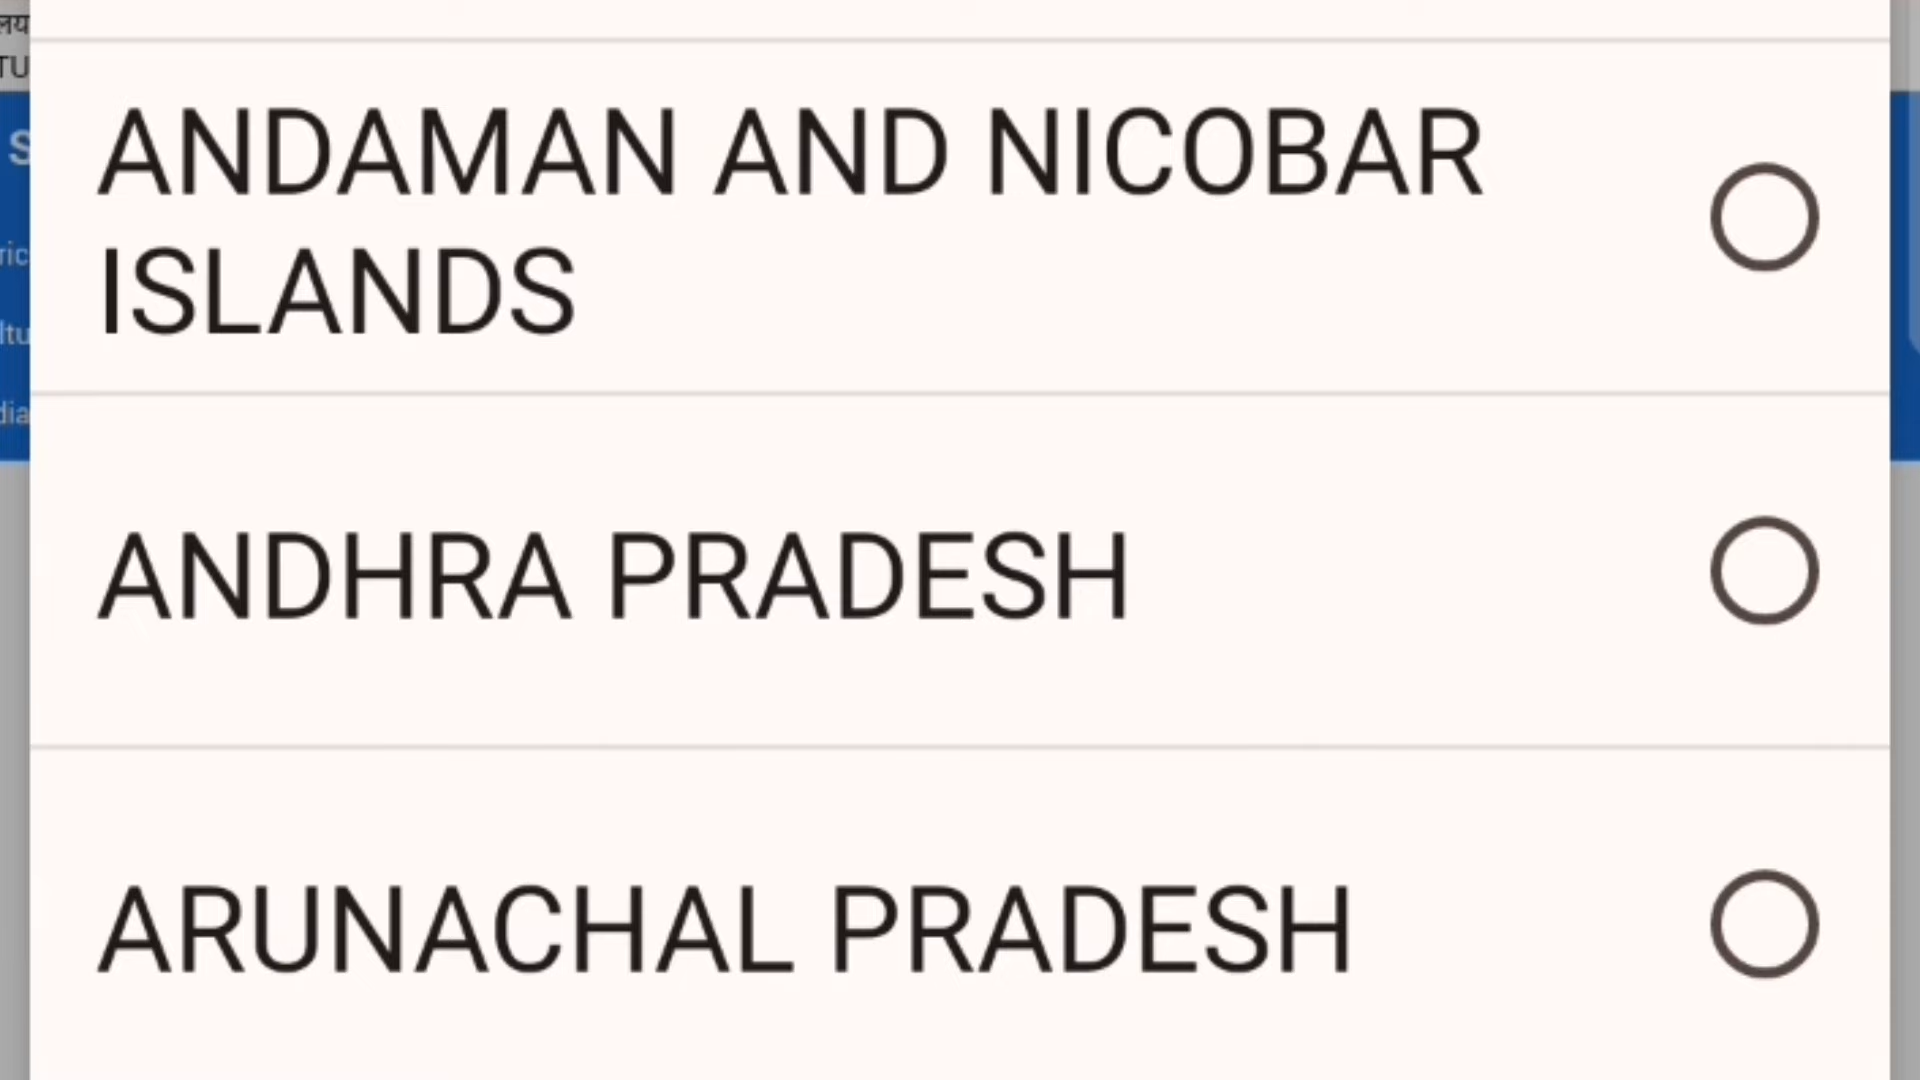 ANDAMAN AND NICOBAR
ISLANDS
ANDHRA PRADESH
ARUNACHAL PRADESH